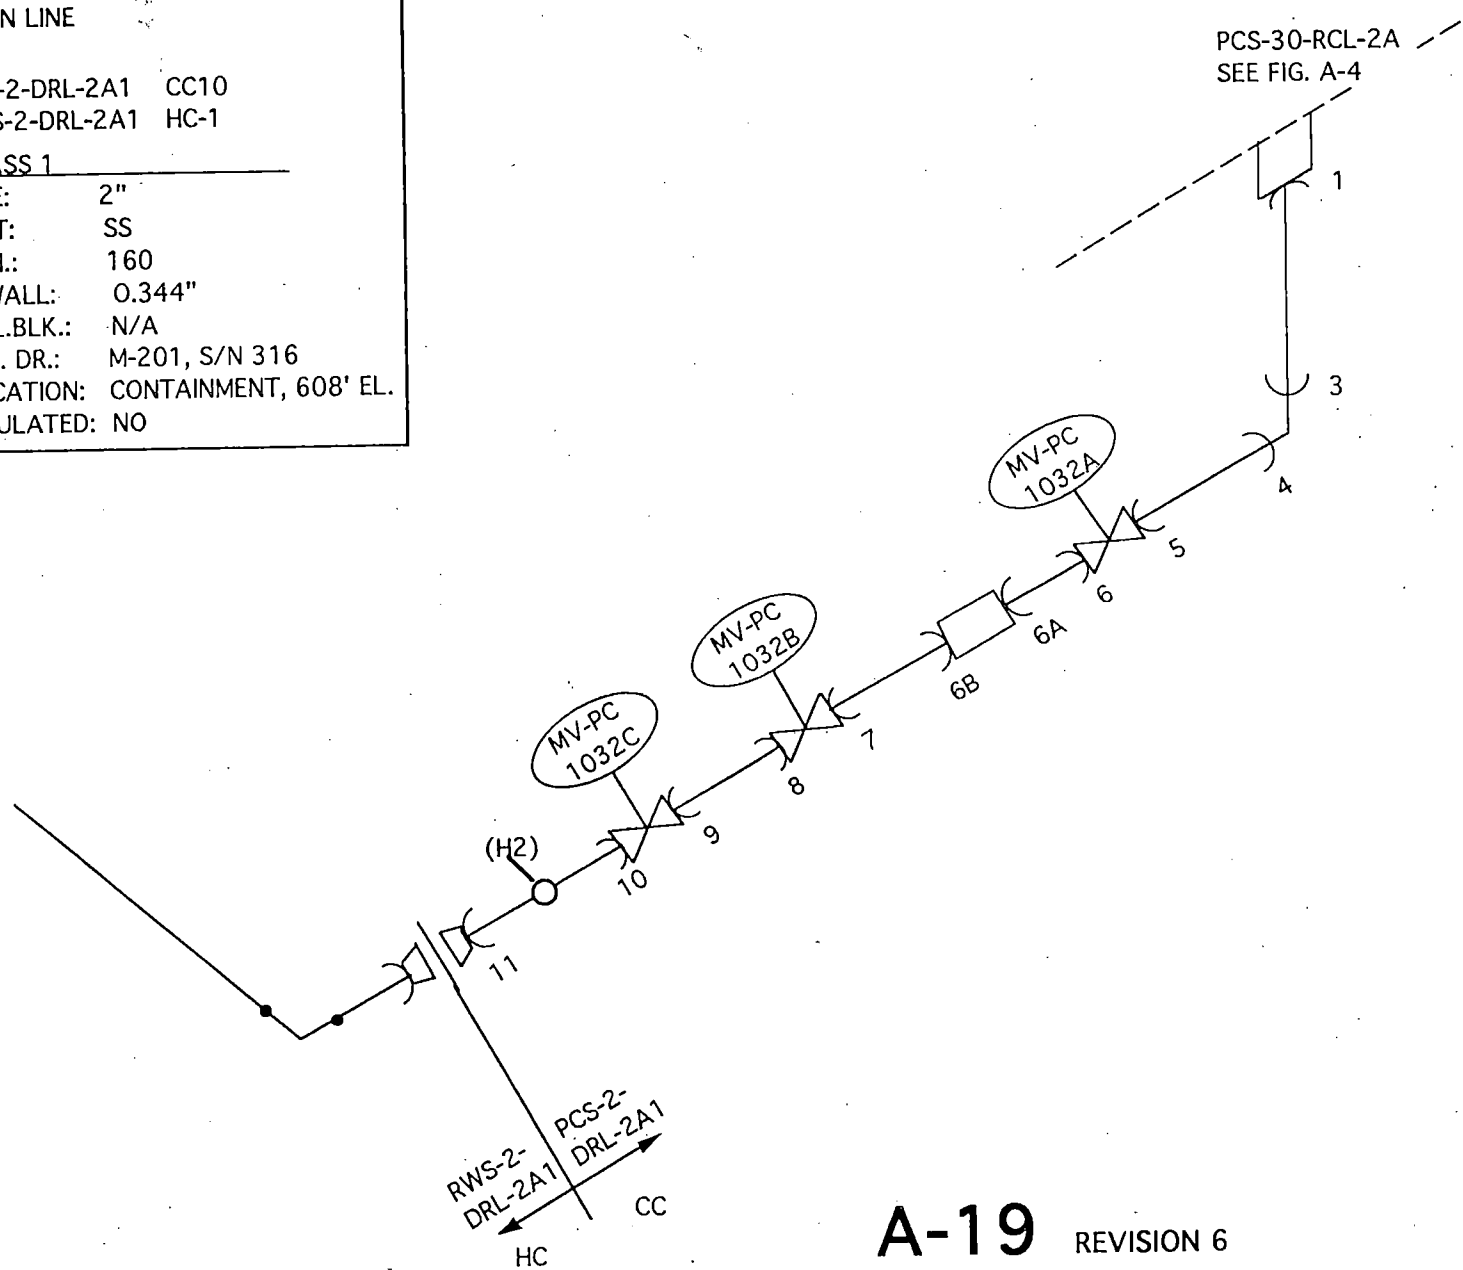 N LINE
-2-DRL-2A1 CC10
S-2-DRL-2A1 HC-1
ASS 1
E: 2"
T: SS
160
WALL: 0.344"
L.BLK.: N/A
. DR.: M-201, S/N 316
CATION: CONTAINMENT, 608' EL.
ULATED: NO
PCS-30-RCL-2A
SEE FIG. A-4
1
3
4
5
MV-PC
1032A
6
6A
6B
MV-PC
1032B
7
8
MV-PC
1032C
9
10
(H2)
11
PCS-2-
DRL-2A1
RWS-2-
DRL-2A1
CC
HC
A-19 REVISION 6